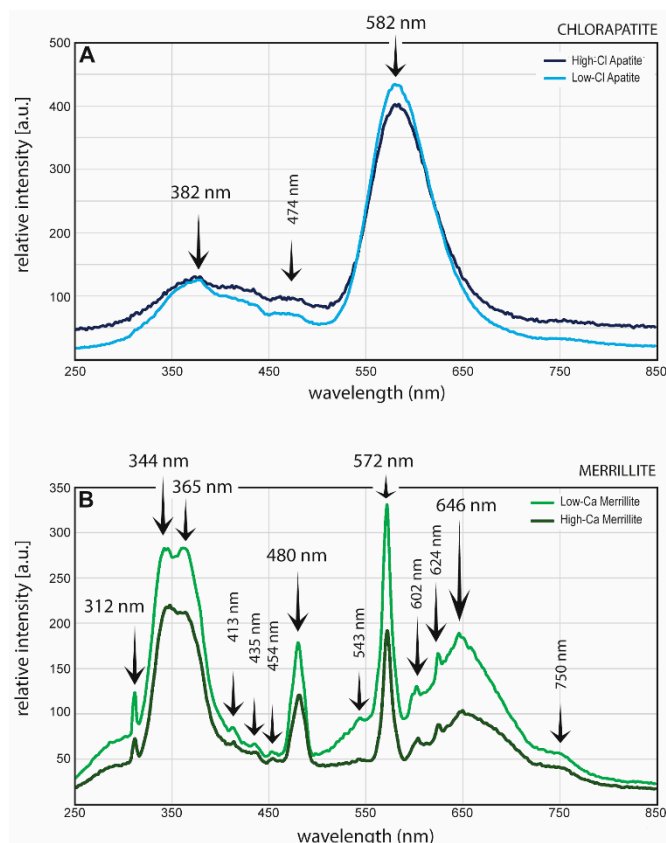 CHLORAPATITE
582 nm
500
A
High-Cl Apatite
Low-Cl Apatite
400
300
382 nm
474 nm
200
100
relative intensity [a.u.]
250 350 450 550 650 750 850
wavelength (nm)
MERRILLITE
344 nm
572 nm
365 nm
350
B
Low-Ca Merrillite
High-Ca Merrillite
646 nm
300
480 nm
624 nm
250
312 nm
602 nm
413 nm
435 nm
454 nm
543 nm
750 nm
200
150
100
50
relative intensity [a.u.]
250 350 450 550 650 750 850
wavelength (nm)